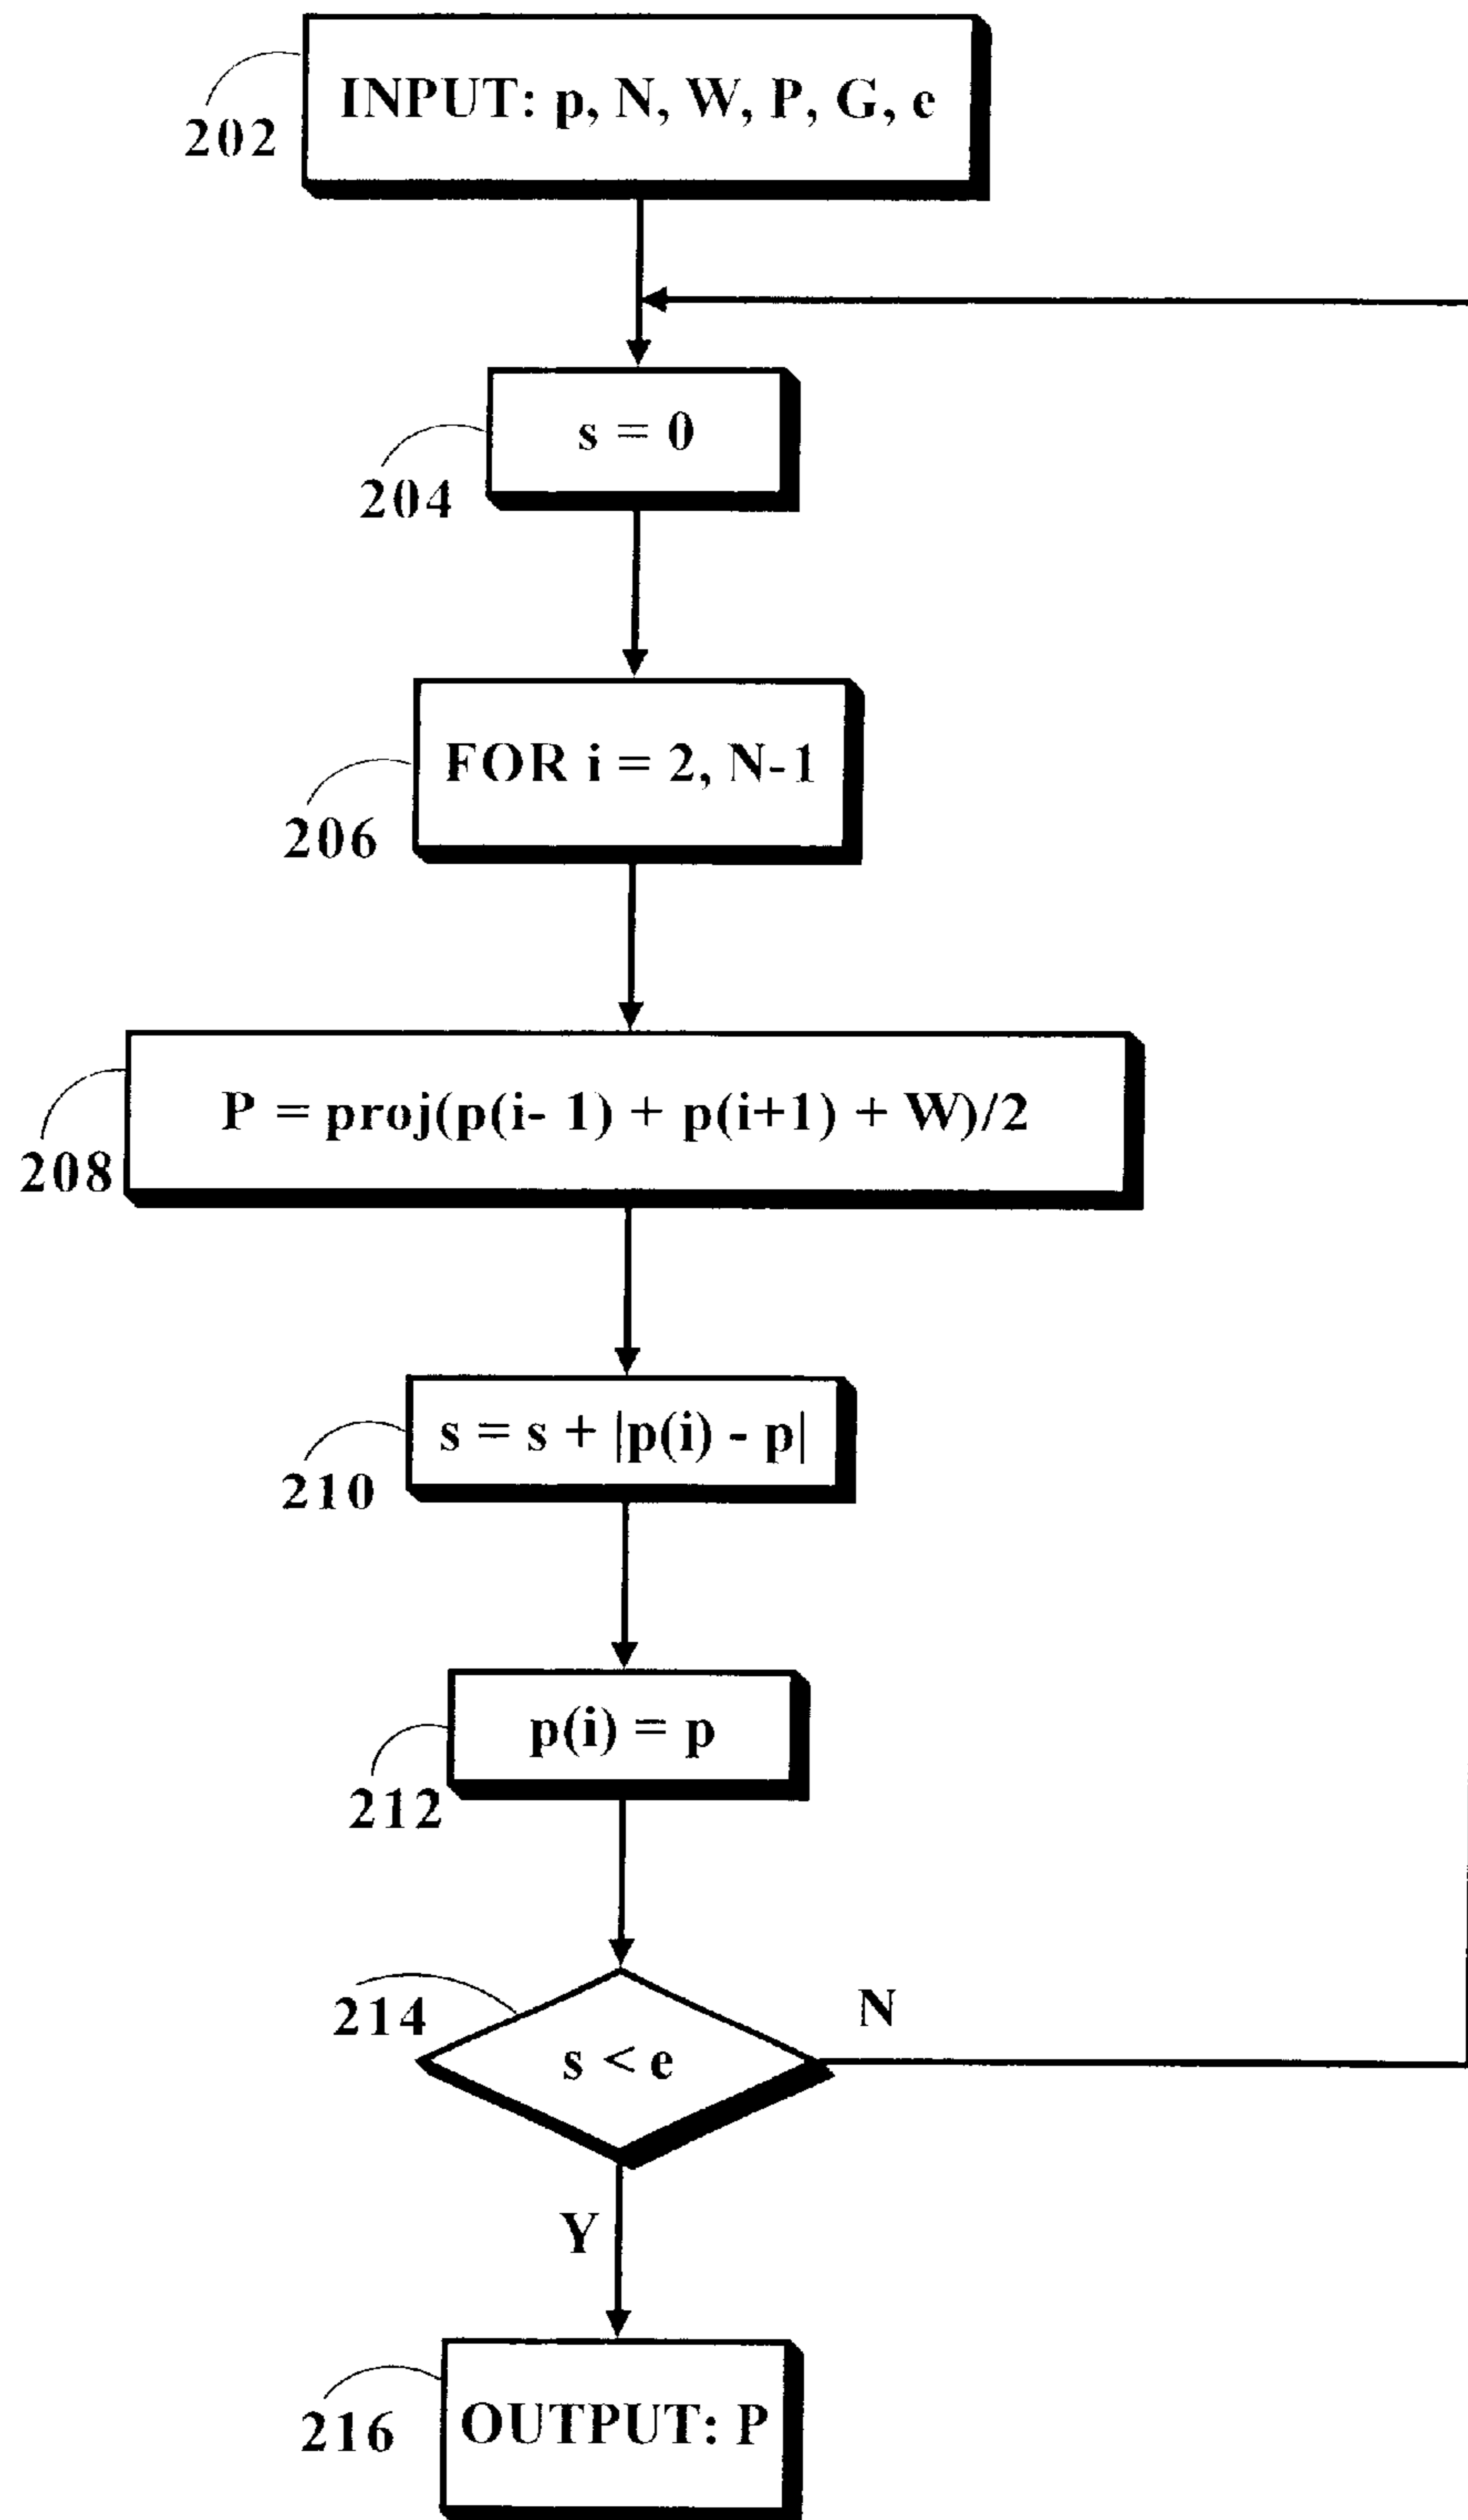 INPUT: p, N, W, P, G, e
202
s = 0
204
FOR i = 2, N-1
206
P = proj(p(i- 1) + p(i+1) + W)/2
208
s = s + |p(i) - p|
210
p(i) = p
212
214
N
s < e
Y
OUTPUT: P
216